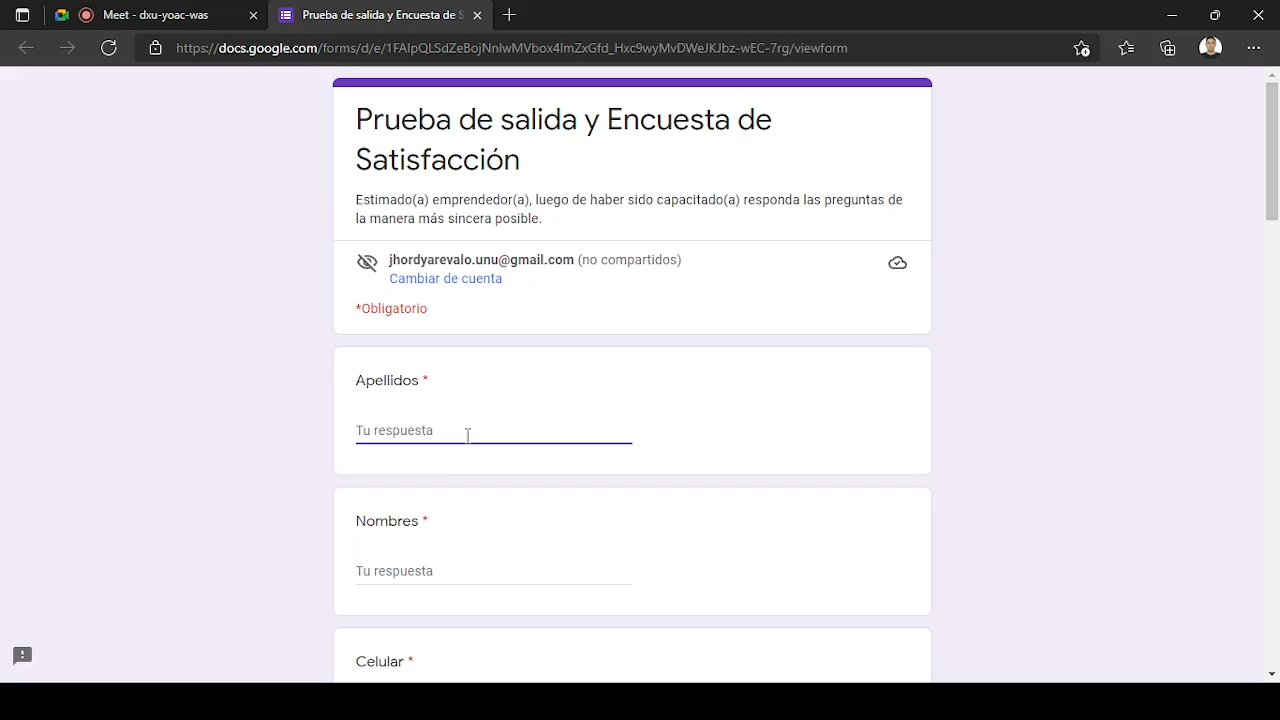 Meet - dxu-yoac-was
Prueba de salida y Encuesta de S
https://docs.google.com/forms/d/e/1FAIpQLSdZeBojNnIwMVbox4ImZxGfd_Hxc9wyMvDWeJKJbz-wEC-7rg/viewform
Prueba de salida y Encuesta de
Satisfacción
Estimado(a) emprendedor(a), luego de haber sido capacitado(a) responda las preguntas de
la manera más sincera posible.
jhordyarevalo.unu@gmail.com (no compartidos)
Cambiar de cuenta
*Obligatorio
Apellidos *
Tu respuesta
Nombres *
Tu respuesta
Celular *